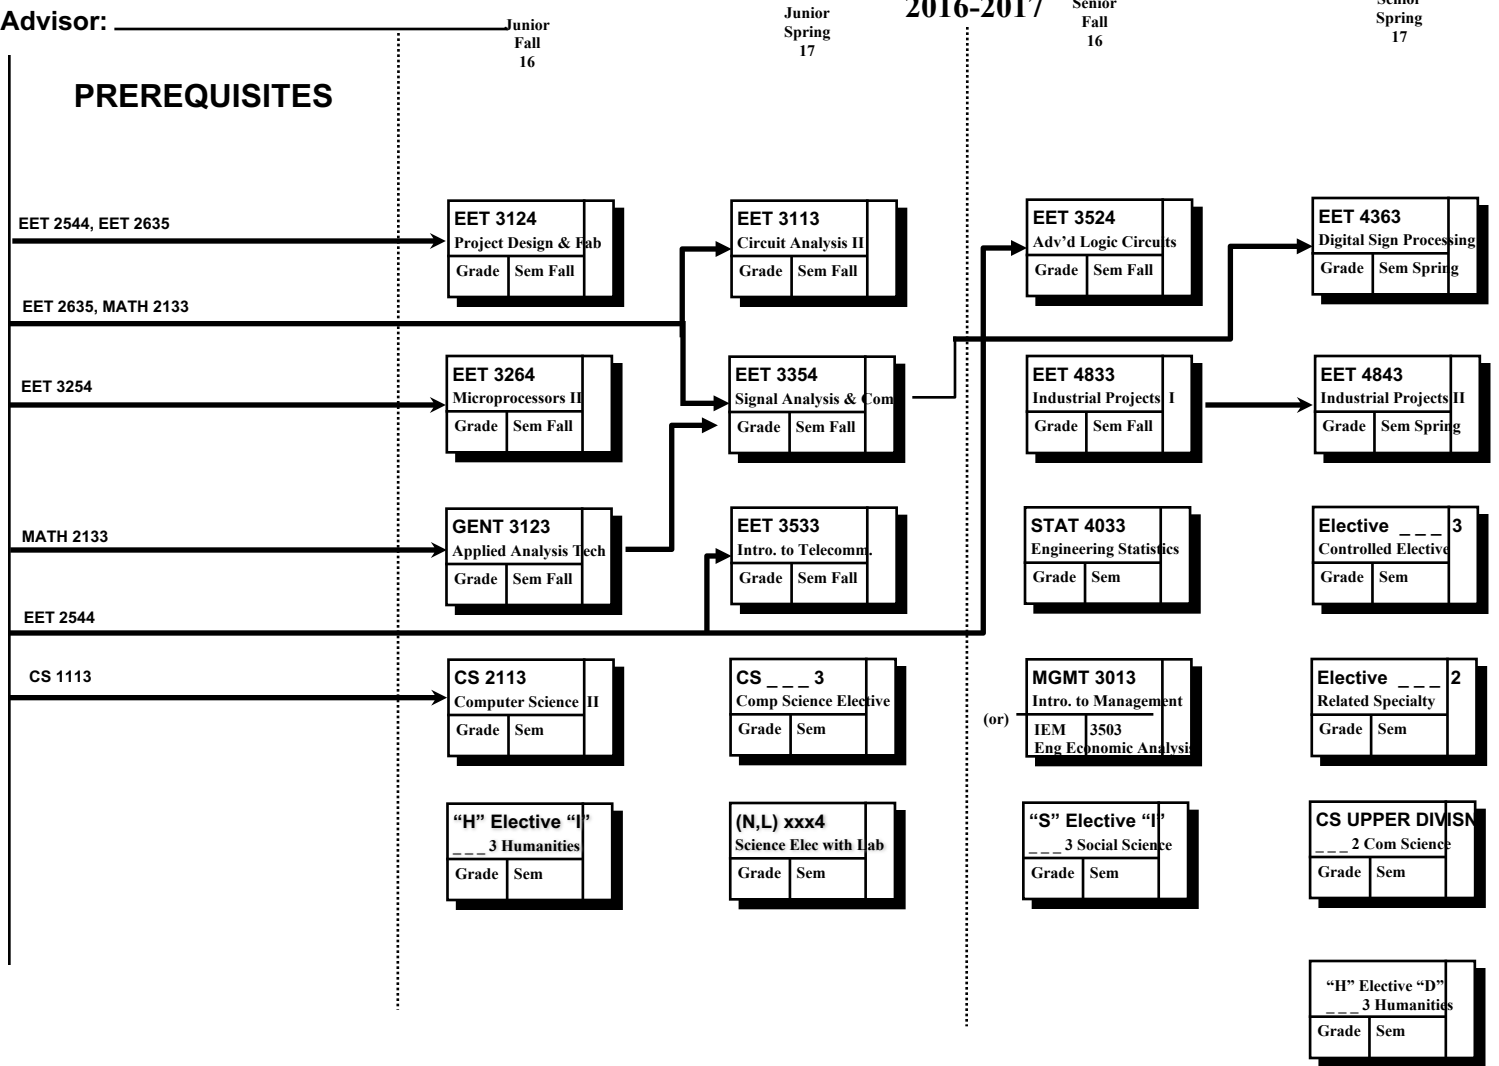 Advisor:
2016-2017
Junior
Fall
16
Junior
Spring
17
Senior
Fall
16
Senior
Spring
17
PREREQUISITES
EET 2544, EET 2635
EET 2635, MATH 2133
EET 3254
MATH 2133
EET 2544
CS 1113
EET 3124
Project Design & Fab
Grade Sem Fall
EET 3264
Microprocessors II
Grade Sem Fall
GENT 3123
Applied Analysis Tech
Grade Sem Fall
CS 2113
Computer Science II
Grade Sem
“H” Elective “I”
_ _ _ 3 Humanities
Grade Sem
EET 3113
Circuit Analysis II
Grade Sem Fall
EET 3354
Signal Analysis & Com
Grade Sem Fall
EET 3533
Intro. to Telecomm.
Grade Sem Fall
CS _ _ _ 3
Comp Science Elective
Grade Sem
(N,L) xxx4
Science Elec with Lab
Grade Sem
EET 3524
Adv’d Logic Circuits
Grade Sem Fall
EET 4833
Industrial Projects I
Grade Sem Fall
STAT 4033
Engineering Statistics
Grade Sem
MGMT 3013
Intro. to Management
(or)
IEM 3503
Eng Economic Analysis
“S” Elective “I”
_ _ _ 3 Social Science
Grade Sem
EET 4363
Digital Sign Processing
Grade Sem Spring
EET 4843
Industrial Projects II
Grade Sem Spring
Elective _ _ _ 3
Controlled Elective
Grade Sem
Elective _ _ _ 2
Related Specialty
Grade Sem
CS UPPER DIVISN
_ _ _ 2 Com Science
Grade Sem
“H” Elective “D”
_ _ _ 3 Humanities
Grade Sem